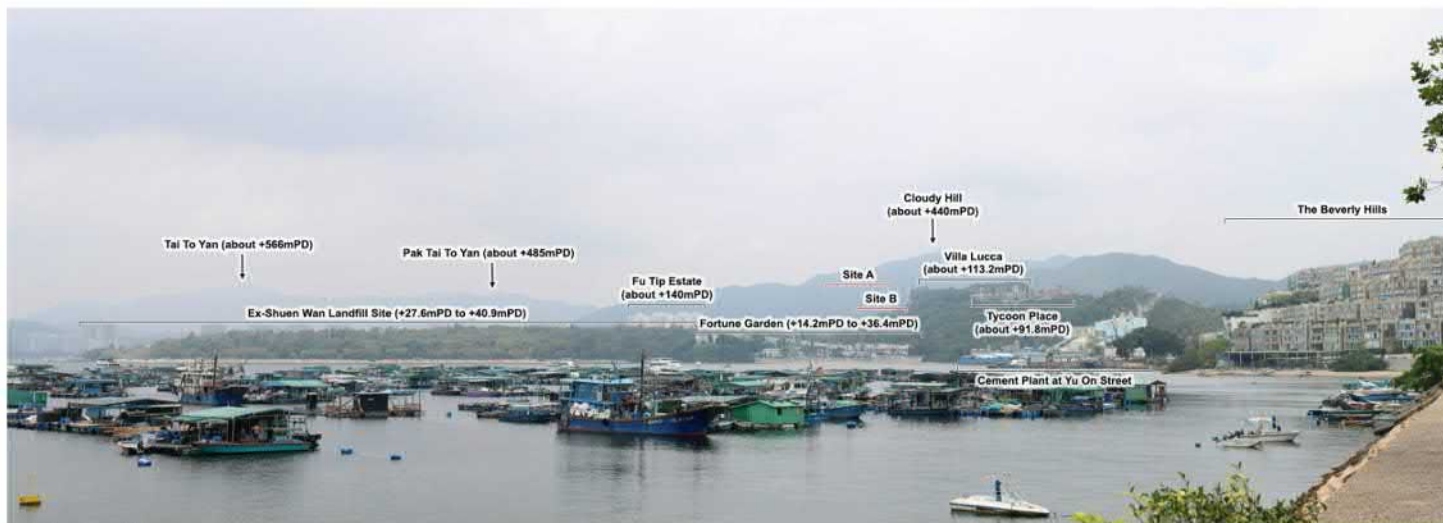 Cloudy Hill
(about +440mPD)
The Beverly Hills
Tai To Yan (about +566mPD)
Pak Tai To Yan (about +485mPD)
Villa Lucca
(about +113.2mPD)
Site A
Fu Tip Estate
(about +140mPD)
Site B
Ex-Shuen Wan Landfill Site (+27.6mPD to +40.9mPD)
Fortune Garden (+14.2mPD to +36.4mPD)
Tycoon Place
(about +91.8mPD)
Cement Plant at Yu On Street